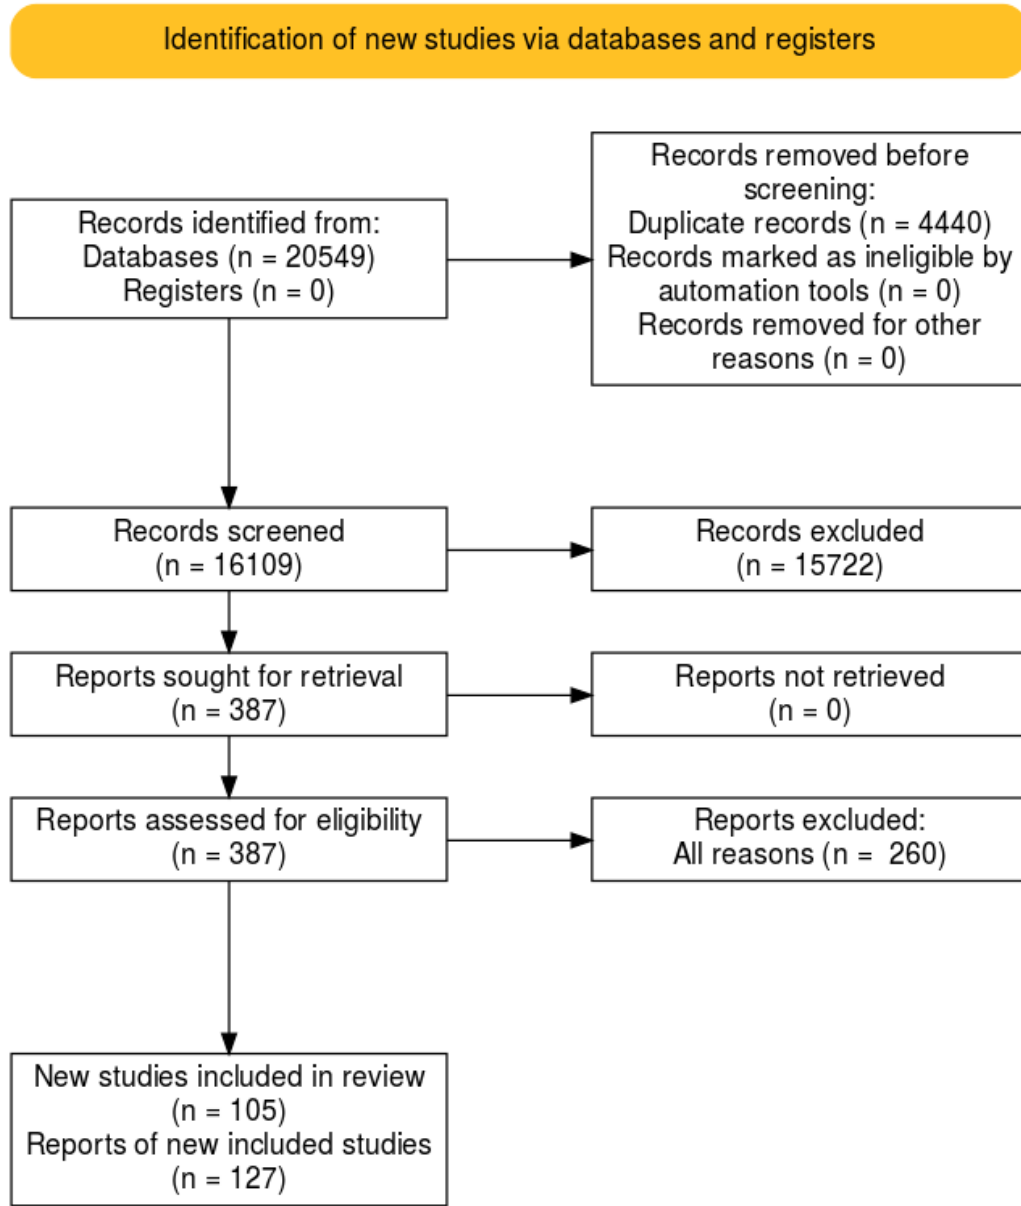 Identification of new studies via databases and registers
Records identified from:
Databases (n = 20549)
Registers (n = 0)
Records removed before
screening:
Duplicate records (n = 4440)
Records marked as ineligible by
automation tools (n = 0)
Records removed for other
reasons (n = 0)
Records screened
(n = 16109)
Records excluded
(n = 15722)
Reports sought for retrieval
(n = 387)
Reports not retrieved
(n = 0)
Reports assessed for eligibility
(n = 387)
Reports excluded:
All reasons (n =  260)
New studies included in review
(n = 105)
Reports of new included studies
(n = 127)